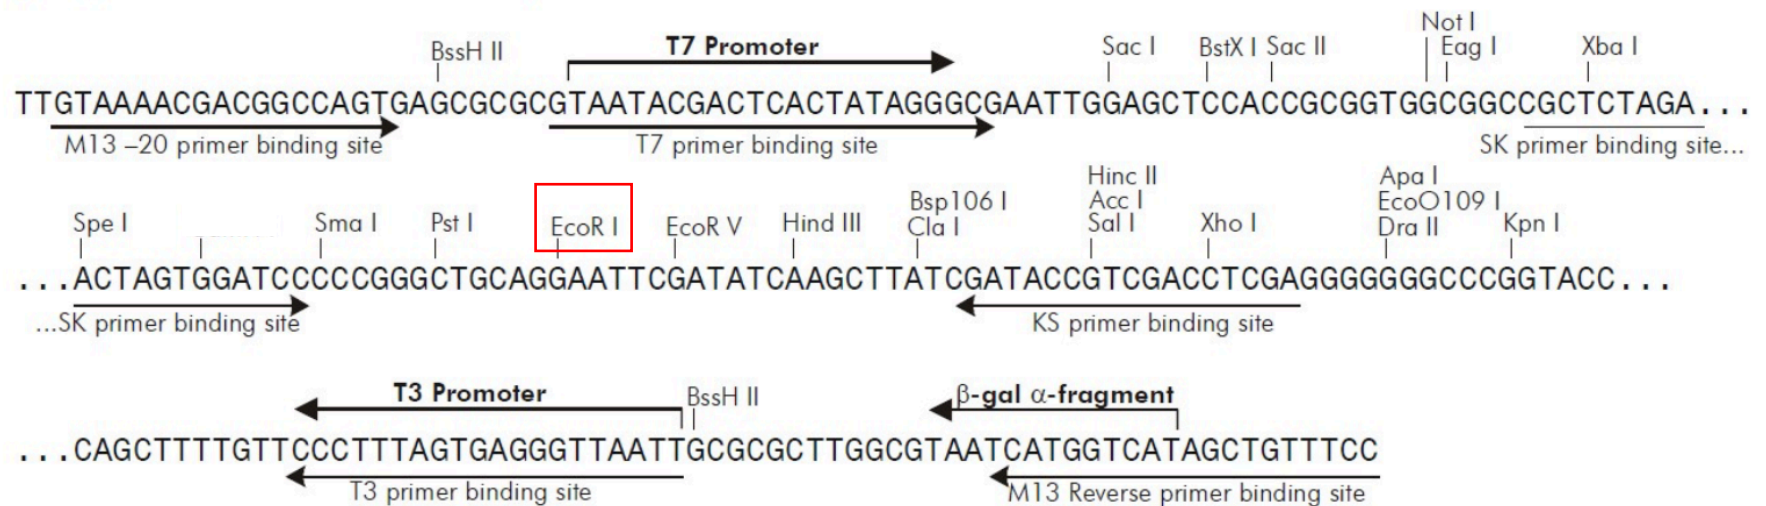 Not I
BssH II T7 Promoter Sac I BstX I Sac II Eag I Xba I
TTGTAAAACGACGGCCAGTGAGCGCGCGTAATACGACTCACTATAGGGCGAATTGGAGCTCCACCGCGGTGGCGGCCGCTCTAGA...
M13 –20 primer binding site T7 primer binding site SK primer binding site...
Hinc II Apa I
Bsp106 I Acc I EcoO109 I
Spe I Sma I Pst I EcoR I EcoR V Hind III Cla I Sal I Xho I Dra II Kpn I
...ACTAGTGGATCCCCCGGGCTGCAGGAATTCGATATCAAGCTTATCGATACCGTCGACCTCGAGGGGGGGCCCGGTACC...
...SK primer binding site KS primer binding site
T3 Promoter BssH II β-gal α-fragment
...CAGCTTTTGTTCCCTTTAGTGAGGGTTAATTGCGCGCTTGGCGTAATCATGGTCATAGCTGTTTCC
T3 primer binding site M13 Reverse primer binding site